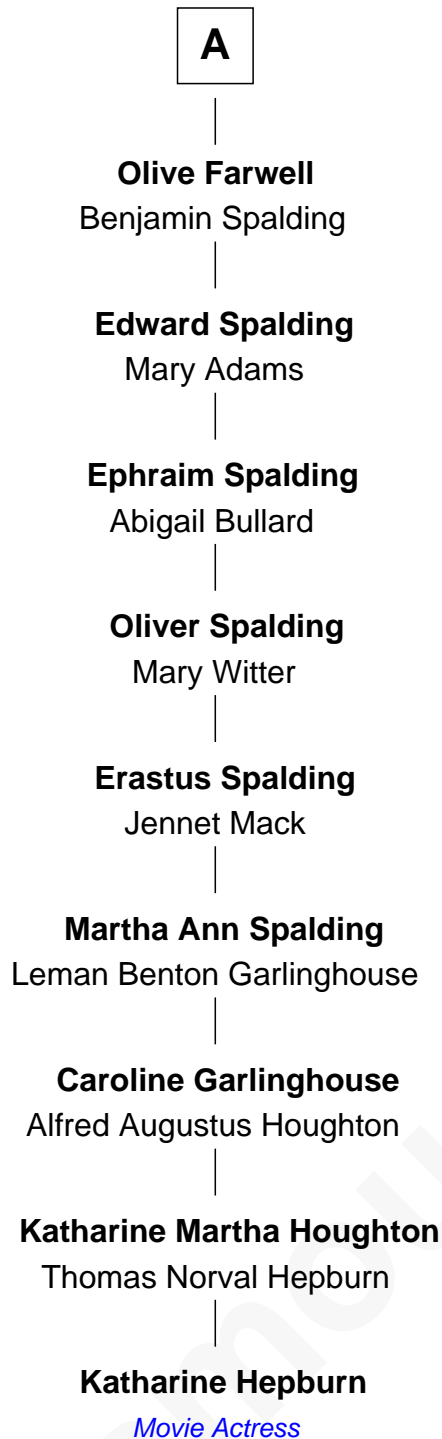 A
Olive Farwell
Benjamin Spalding
Edward Spalding
Mary Adams
Ephraim Spalding
Abigail Bullard
Oliver Spalding
Mary Witter
Erastus Spalding
Jennet Mack
Martha Ann Spalding
Leman Benton Garlinghouse
Caroline Garlinghouse
Alfred Augustus Houghton
Katharine Martha Houghton
Thomas Norval Hepburn
Katharine Hepburn
Movie Actress